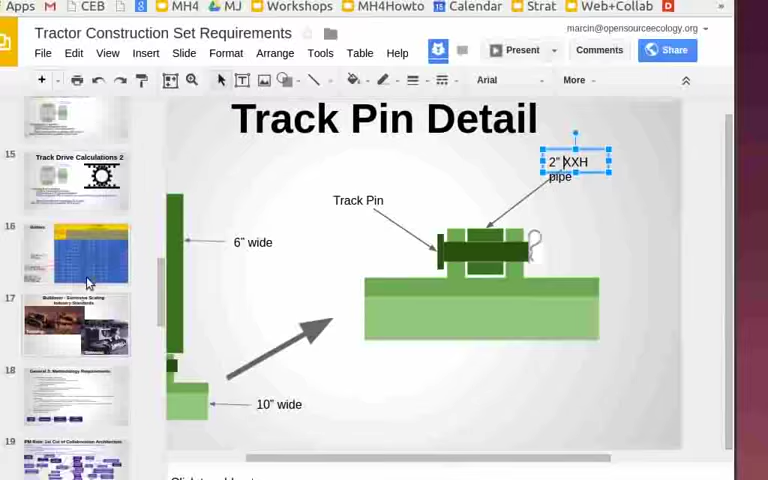 Apps MH4 CEB MJ Workshops MH4Howto Calendar Strat Web+Collab D
Tractor Construction Set Requirements
marcin@opensourceecology.org
File Edit View Insert Slide Format Arrange Tools Table Help
Present Comments Share
Arial More
15
Track Drive Calculations 2
16
17
Industry Standards
18
19
Track Pin Detail
2" XXH
pipe
Track Pin
6" wide
10" wide